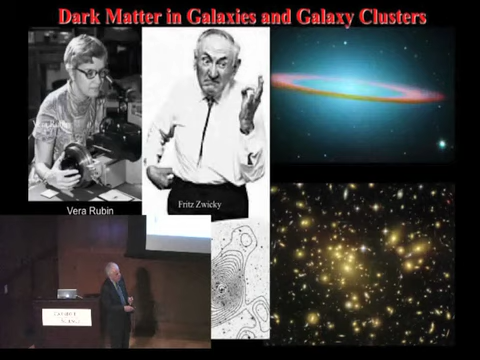 Dark Matter in Galaxies and Galaxy Clusters
Fritz Zwicky
Vera Rubin